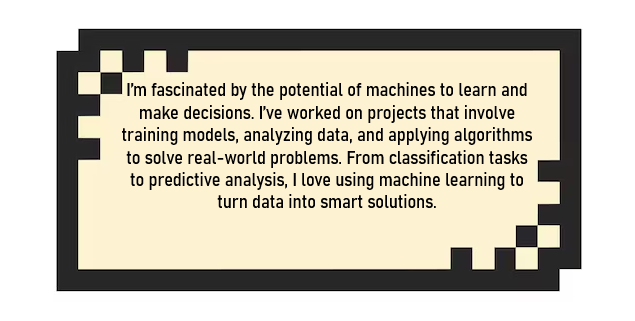 I'm fascinated by the potential of machines to learn and
make decisions. I've worked on projects that involve
training models, analyzing data, and applying algorithms
to solve real-world problems. From classification tasks
to predictive analysis, I love using machine learning to
turn data into smart solutions.